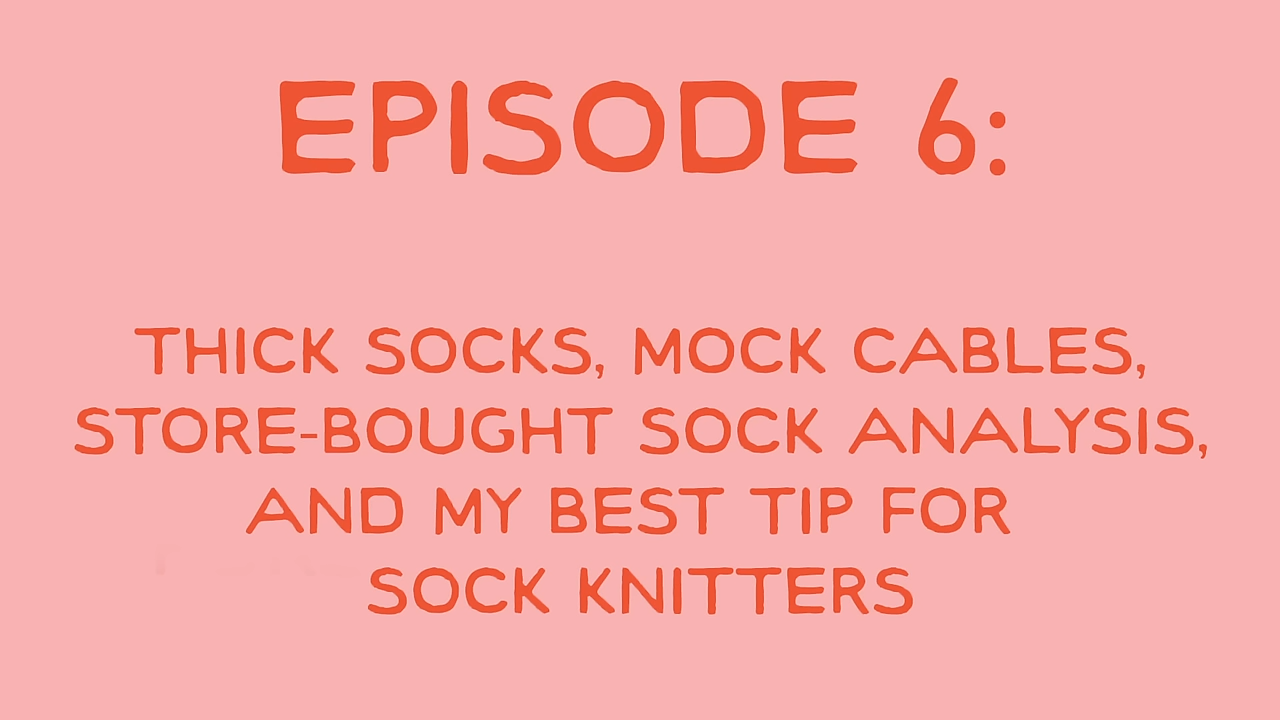 EPISODE 6:
THICK SOCKS, MOCK CABLES,
STORE-BOUGHT SOCK ANALYSIS,
AND MY BEST TIP FOR
SOCK KNITTERS